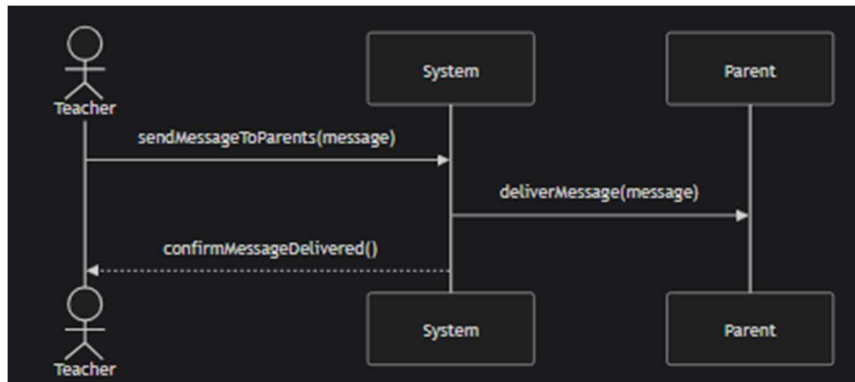 System
Parent
Teacher
sendMessageToParents(message)
deliverMessage(message)
confirmMessageDelivered()
System
Parent
Teacher